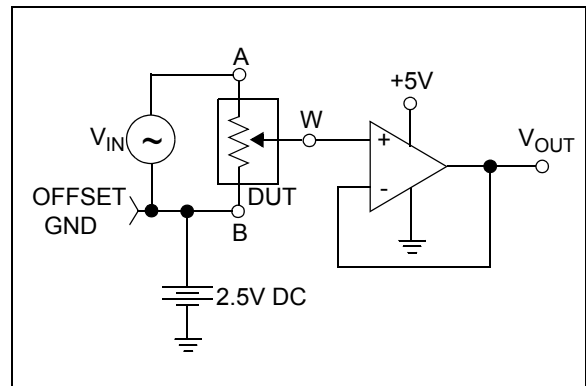 A
+5V
W
V_IN
~
+
V_OUT
-
OFFSET
GND
DUT
B
2.5V DC